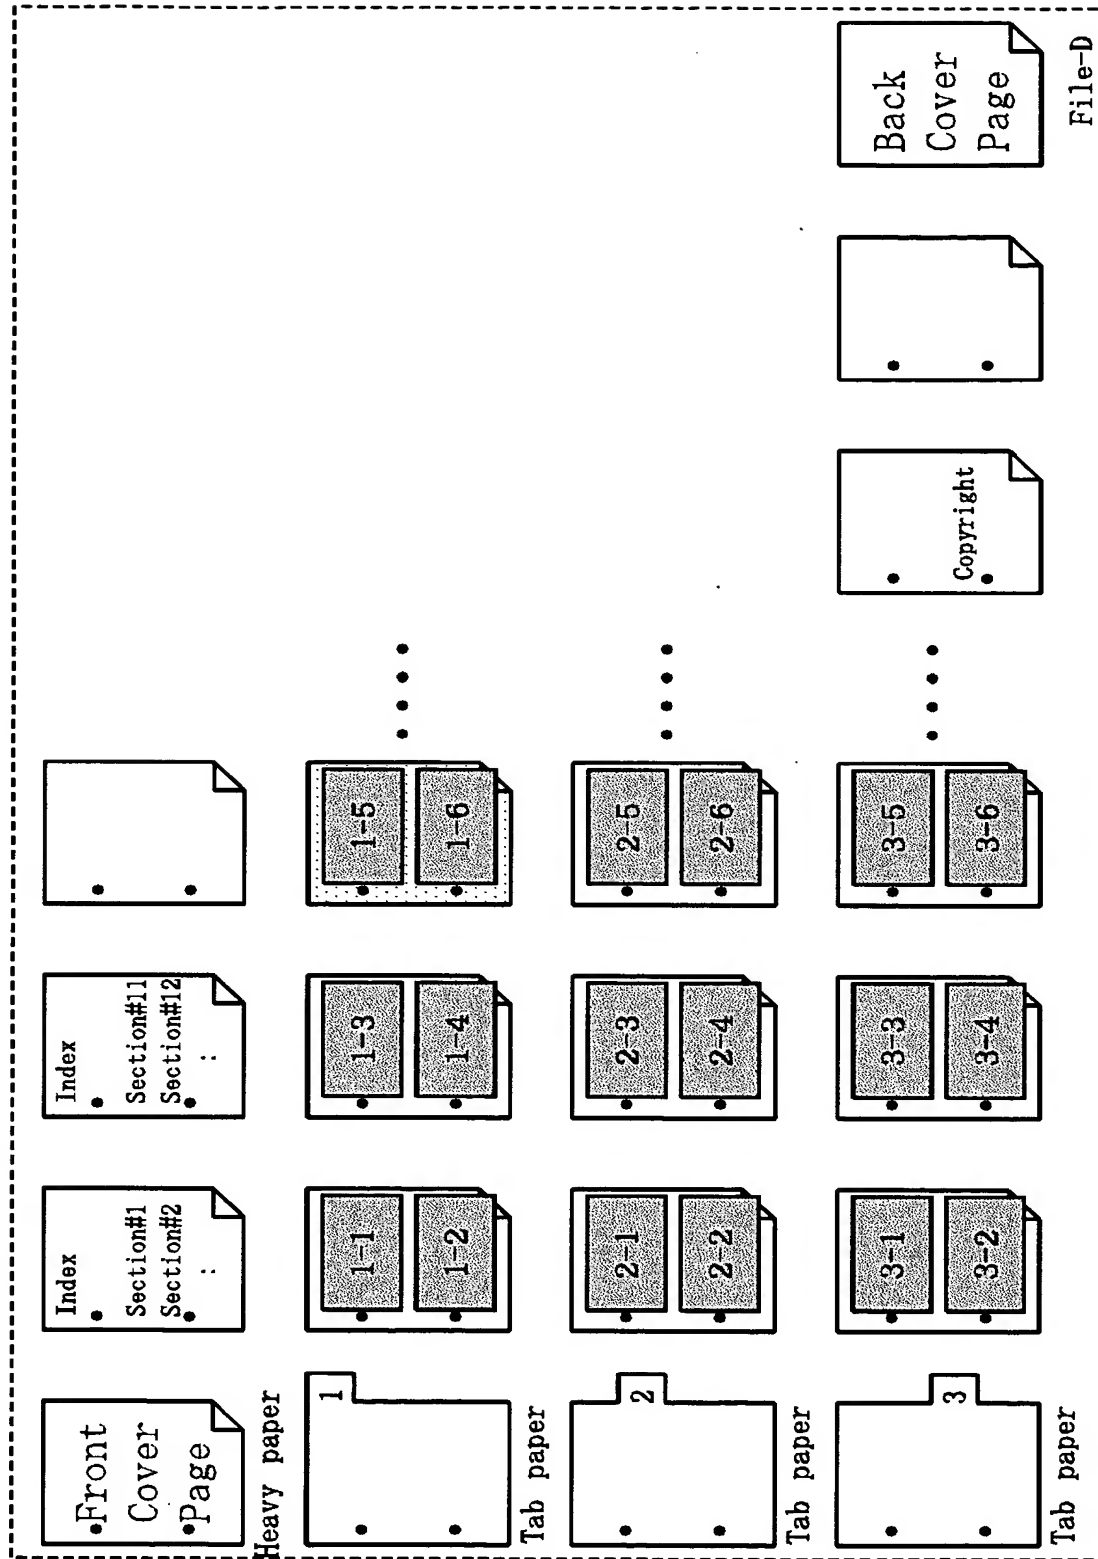 Front
Cover
Page
Heavy paper
Index
Section#1
Section#2
:
Index
Section#11
Section#12
:
1
Tab paper
1-1
1-2
1-3
1-4
1-5
1-6
2
Tab paper
2-1
2-2
2-3
2-4
2-5
2-6
3
Tab paper
3-1
3-2
3-3
3-4
3-5
3-6
Copyright
Back
Cover
Page
File-D